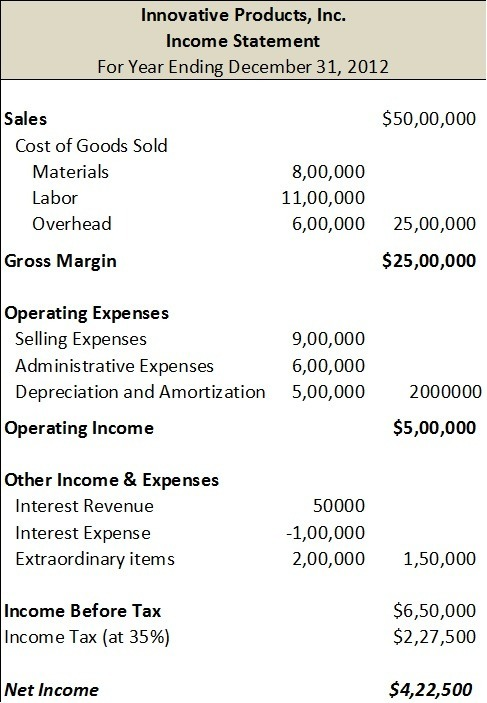 Innovative Products, Inc.
Income Statement
For Year Ending December 31, 2012
Sales $50,00,000
Cost of Goods Sold
Materials 8,00,000
Labor 11,00,000
Overhead 6,00,000 25,00,000
Gross Margin $25,00,000
Operating Expenses
Selling Expenses 9,00,000
Administrative Expenses 6,00,000
Depreciation and Amortization 5,00,000 2000000
Operating Income $5,00,000
Other Income & Expenses
Interest Revenue 50000
Interest Expense -1,00,000
Extraordinary items 2,00,000 1,50,000
Income Before Tax $6,50,000
Income Tax (at 35%) $2,27,500
Net Income $4,22,500